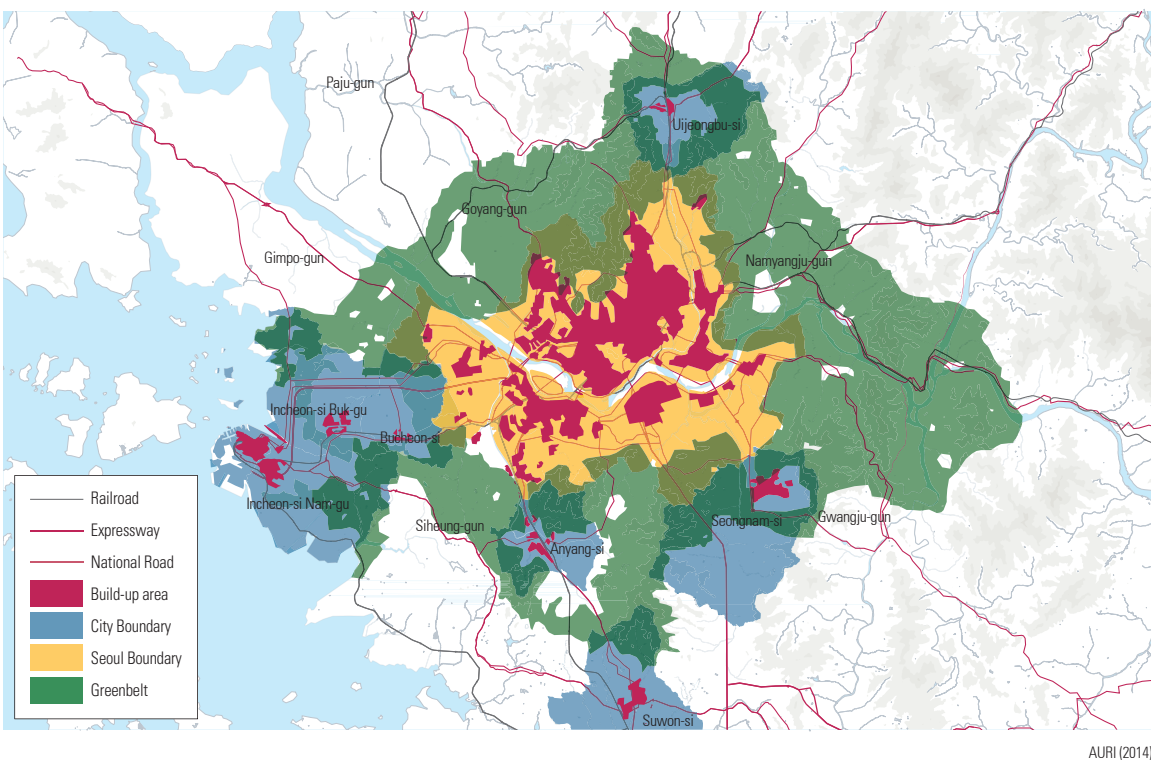 Paju-gun
Uijeongbu-si
Goyang-gun
Gimpo-gun
Namyangju-gun
Incheon-si Buk-gu
Bucheon-si
Incheon-si Nam-gu
Siheung-gun
Anyang-si
Seongnam-si
Gwangju-gun
Suwon-si
Railroad
Expressway
National Road
Build-up area
City Boundary
Seoul Boundary
Greenbelt
AURI (2014)